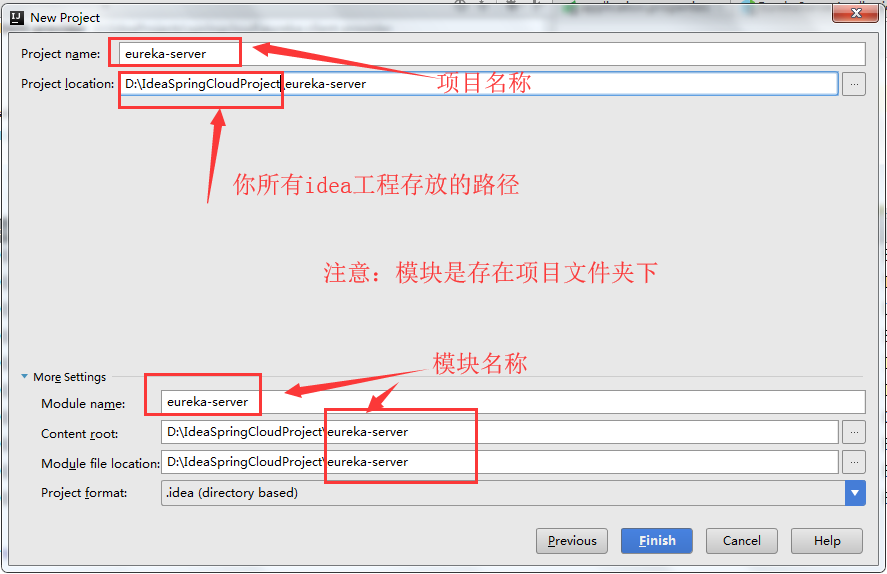 New Project
Project name: eureka-server
Project location: D:\IdeaSpringCloudProject\eureka-server ...
项目名称
你所有idea工程存放的路径
注意：模块是存在项目文件夹下
模块名称
More Settings
Module name: eureka-server
Content root: D:\IdeaSpringCloudProject\eureka-server ...
Module file location: D:\IdeaSpringCloudProject\eureka-server ...
Project format: .idea (directory based)
Previous Finish Cancel Help